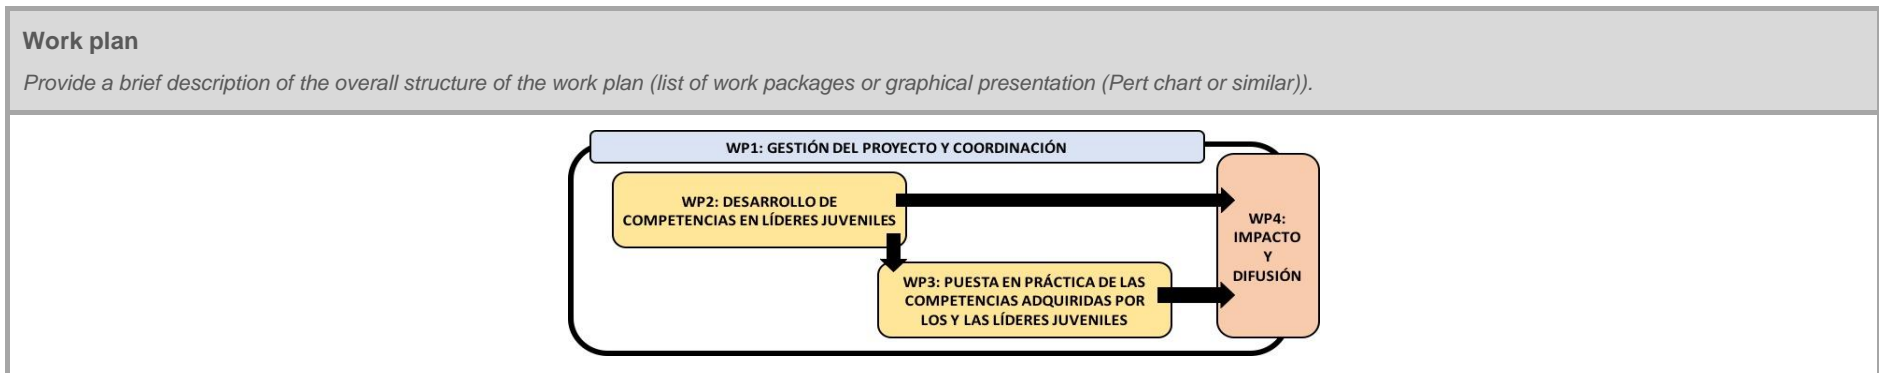 Work plan
Provide a brief description of the overall structure of the work plan (list of work packages or graphical presentation (Pert chart or similar)).
WP1: GESTIÓN DEL PROYECTO Y COORDINACIÓN
WP2: DESARROLLO DE
COMPETENCIAS EN LÍDERES JUVENILES
WP4:
IMPACTO
Y
DIFUSIÓN
WP3: PUESTA EN PRÁCTICA DE LAS
COMPETENCIAS ADQUIRIDAS POR
LOS Y LAS LÍDERES JUVENILES